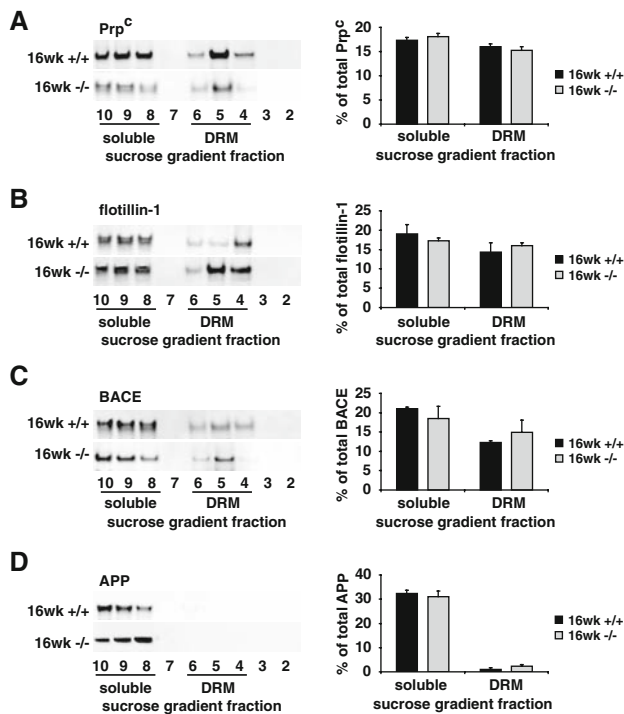 A
Prp^C
16wk +/+
16wk -/-
10 9 8 7 6 5 4 3 2
soluble DRM
sucrose gradient fraction
% of total Prp^C
20
15
10
5
0
soluble DRM
sucrose gradient fraction
16wk +/+
16wk -/-
B
flotillin-1
16wk +/+
16wk -/-
10 9 8 7 6 5 4 3 2
soluble DRM
sucrose gradient fraction
% of total flotillin-1
25
20
15
10
5
0
soluble DRM
sucrose gradient fraction
16wk +/+
16wk -/-
C
BACE
16wk +/+
16wk -/-
10 9 8 7 6 5 4 3 2
soluble DRM
sucrose gradient fraction
% of total BACE
25
20
15
10
5
0
soluble DRM
sucrose gradient fraction
16wk +/+
16wk -/-
D
APP
16wk +/+
16wk -/-
10 9 8 7 6 5 4 3 2
soluble DRM
sucrose gradient fraction
% of total APP
40
30
20
10
0
soluble DRM
sucrose gradient fraction
16wk +/+
16wk -/-